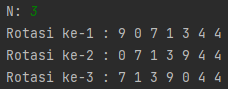 N: 3
Rotasi ke-1 : 9 0 7 1 3 4 4
Rotasi ke-2 : 0 7 1 3 9 4 4
Rotasi ke-3 : 7 1 3 9 0 4 4